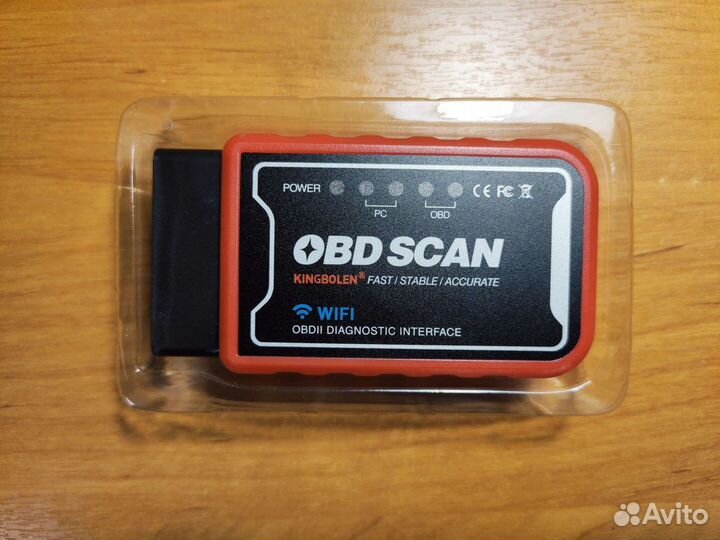 POWER
PC
OBD
CE FC
OBD SCAN
KINGBOLEN® FAST / STABLE / ACCURATE
WIFI
OBDII DIAGNOSTIC INTERFACE
Avito